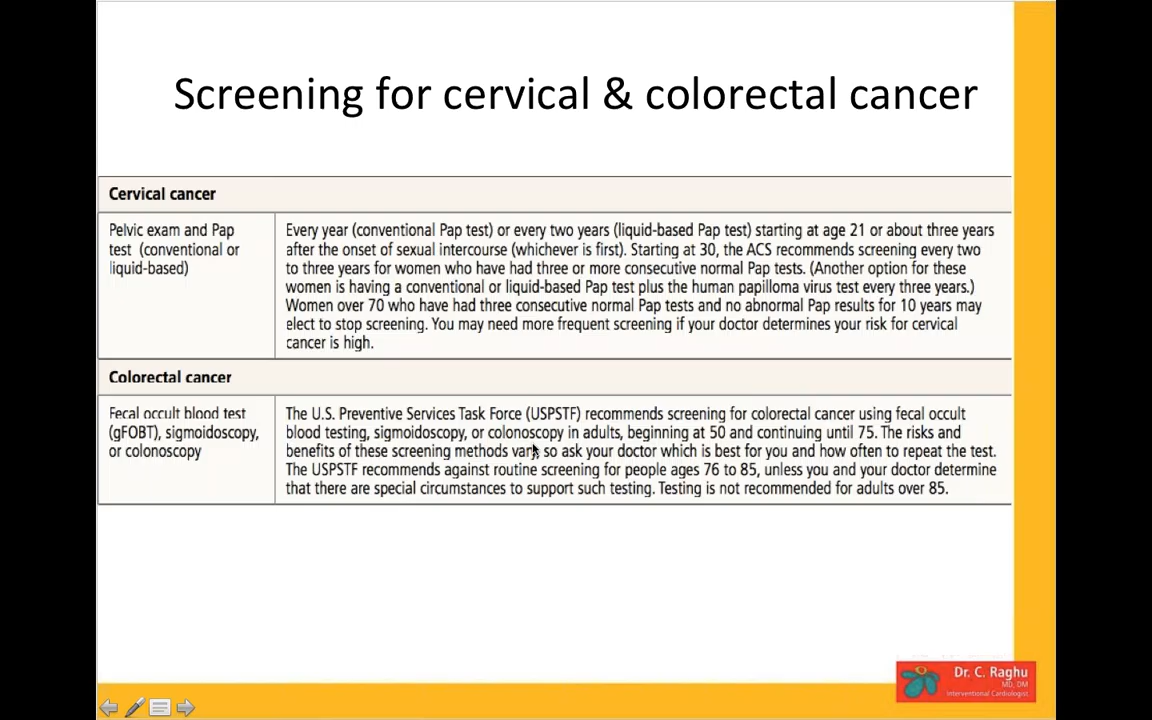 Screening for cervical & colorectal cancer
Cervical cancer
Pelvic exam and Pap
test (conventional or
liquid-based)
Every year (conventional Pap test) or every two years (liquid-based Pap test) starting at age 21 or about three years
after the onset of sexual intercourse (whichever is first). Starting at 30, the ACS recommends screening every two
to three years for women who have had three or more consecutive normal Pap tests. (Another option for these
women is having a conventional or liquid-based Pap test plus the human papilloma virus test every three years.)
Women over 70 who have had three consecutive normal Pap tests and no abnormal Pap results for 10 years may
elect to stop screening. You may need more frequent screening if your doctor determines your risk for cervical
cancer is high.
Colorectal cancer
Fecal occult blood test
(gFOBT), sigmoidoscopy,
or colonoscopy
The U.S. Preventive Services Task Force (USPSTF) recommends screening for colorectal cancer using fecal occult
blood testing, sigmoidoscopy, or colonoscopy in adults, beginning at 50 and continuing until 75. The risks and
benefits of these screening methods vary, so ask your doctor which is best for you and how often to repeat the test.
The USPSTF recommends against routine screening for people ages 76 to 85, unless you and your doctor determine
that there are special circumstances to support such testing. Testing is not recommended for adults over 85.
Dr. C. Raghu
MD, DM
Interventional Cardiologist